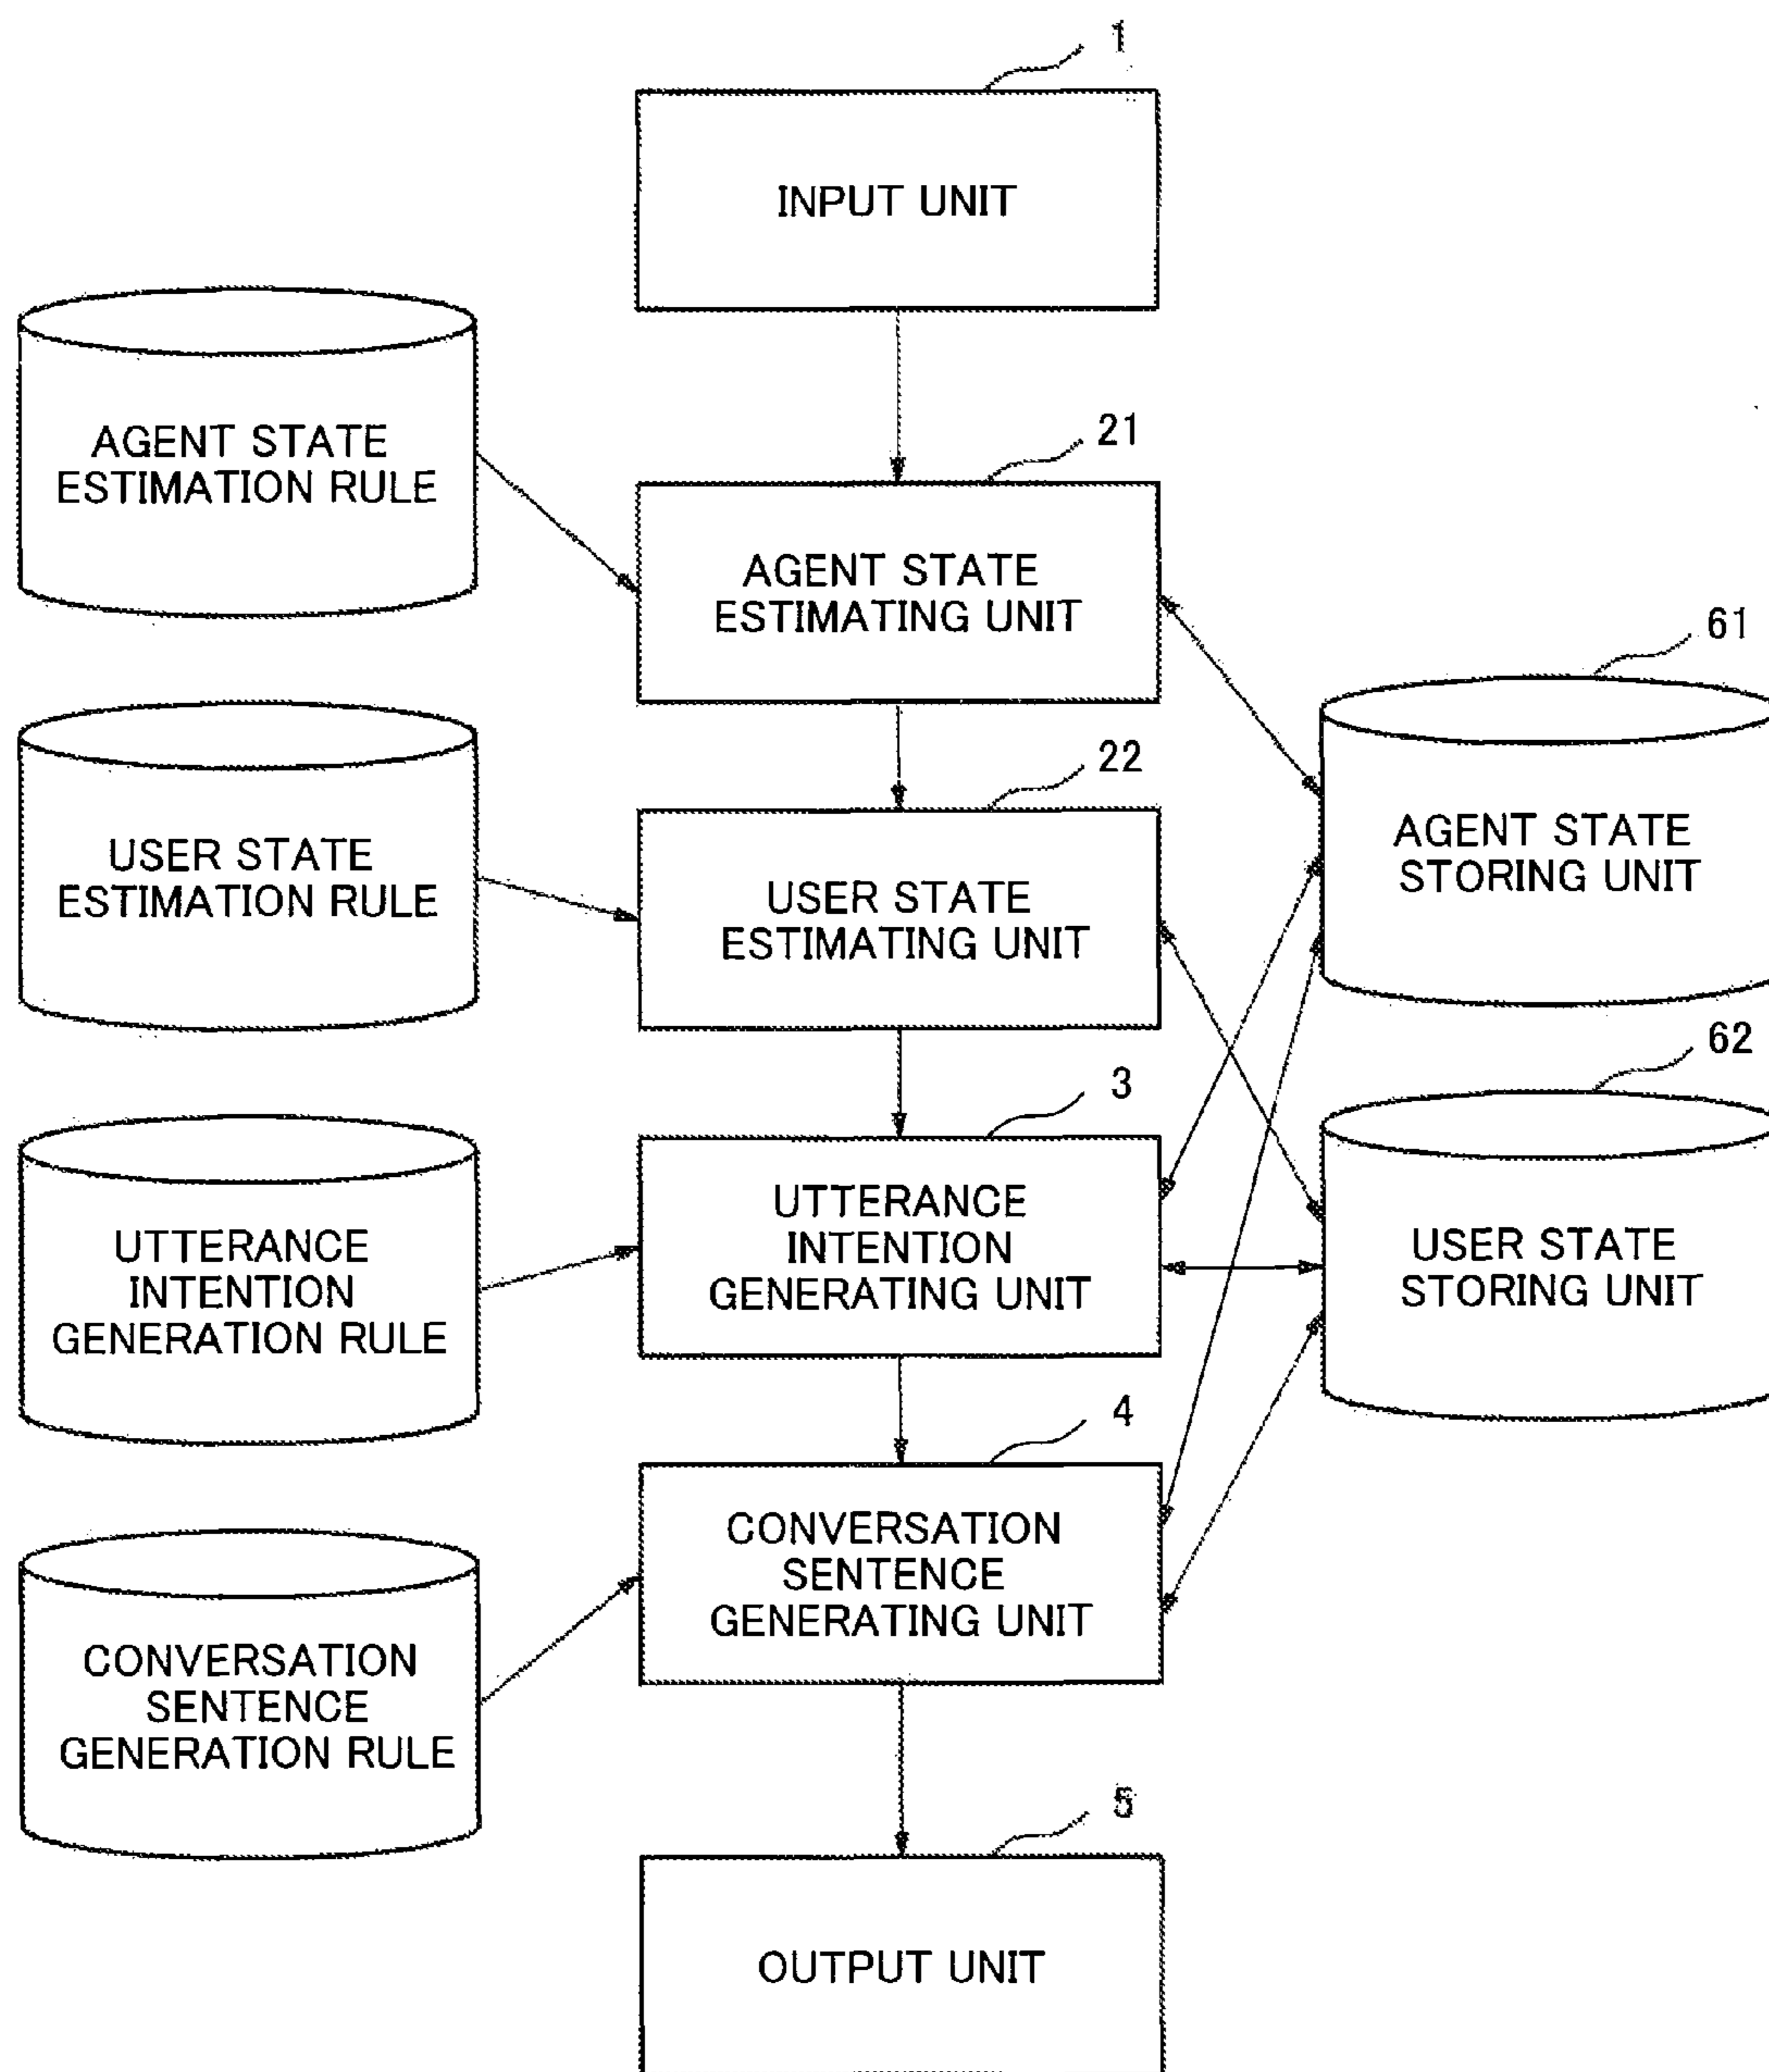 1
INPUT UNIT
AGENT STATE
ESTIMATION RULE
21
AGENT STATE
ESTIMATING UNIT
61
AGENT STATE
STORING UNIT
USER STATE
ESTIMATION RULE
22
USER STATE
ESTIMATING UNIT
62
USER STATE
STORING UNIT
UTTERANCE
INTENTION
GENERATION RULE
3
UTTERANCE
INTENTION
GENERATING UNIT
4
CONVERSATION
SENTENCE
GENERATING UNIT
CONVERSATION
SENTENCE
GENERATION RULE
5
OUTPUT UNIT